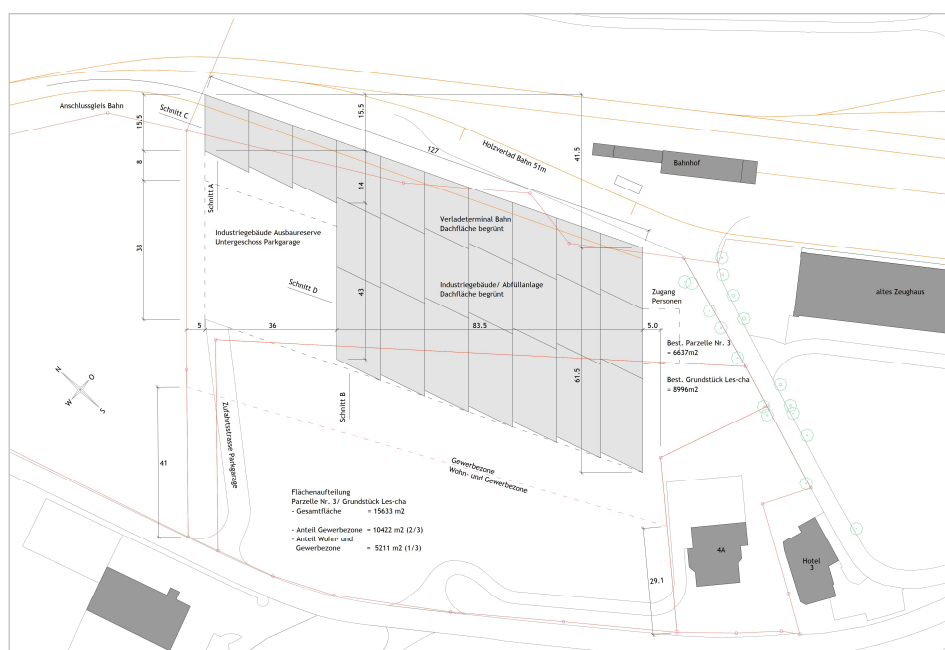 Anschlussgleis Bahn
Schnitt C
15.5
8
33
15.5
14
43
127
Holzverlad Bahn 51m
41.5
Bahnhof
Schnitt A
Industriegebäude Ausbaureserve
Untergeschoss Parkgarage
Verladeterminal Bahn
Dachfläche begrünt
Schnitt D
Industriegebäude/ Abfüllanlage
Dachfläche begrünt
Zugang
Personen
altes Zeughaus
5
36
83.5
5.0
Best. Parzelle Nr. 3
= 6637m2
61.5
Best. Grundstück Les-cha
= 8996m2
N
O
W
S
Schnitt B
Zufahrtsstrasse Parkgarage
41
Gewerbezone
Wohn- und Gewerbezone
Flächenaufteilung
Parzelle Nr. 3/ Grundstück Les-cha
- Gesamtfläche = 15633 m2
- Anteil Gewerbezone = 10422 m2 (2/3)
- Anteil Wohn- und
Gewerbezone = 5211 m2 (1/3)
29.1
4A
Hotel
3